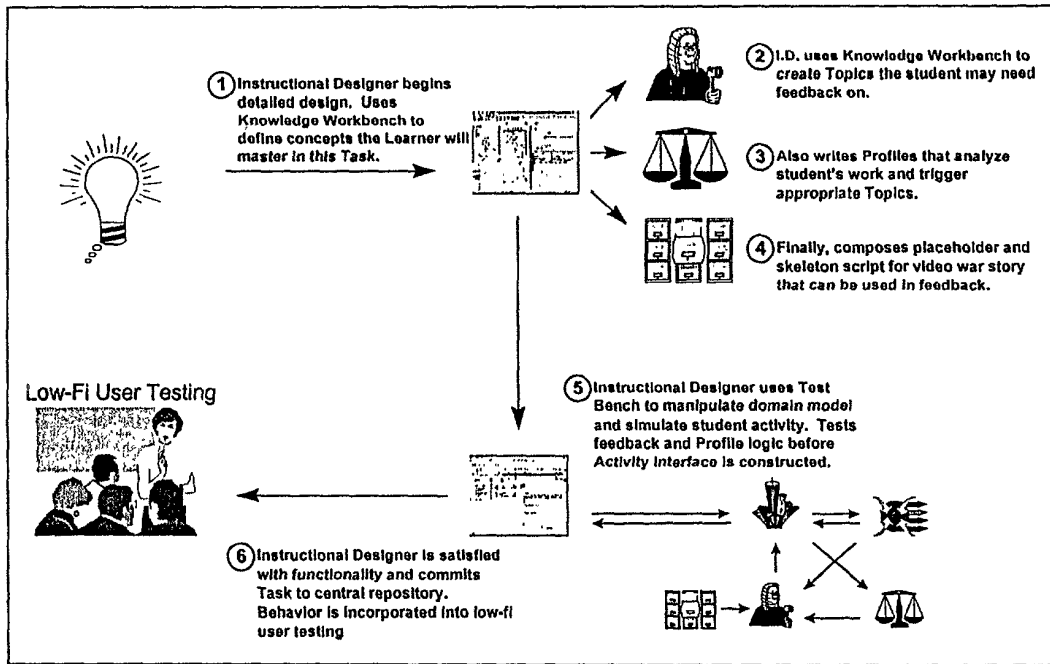 1 Instructional Designer begins
detailed design. Uses
Knowledge Workbench to
define concepts the Learner will
master in this Task.
2 I.D. uses Knowledge Workbench to
create Topics the student may need
feedback on.
3 Also writes Profiles that analyze
student's work and trigger
appropriate Topics.
4 Finally, composes placeholder and
skeleton script for video war story
that can be used in feedback.
5 Instructional Designer uses Test
Bench to manipulate domain model
and simulate student activity. Tests
feedback and Profile logic before
Activity Interface is constructed.
Low-Fi User Testing
6 Instructional Designer is satisfied
with functionality and commits
Task to central repository.
Behavior is incorporated into low-fi
user testing